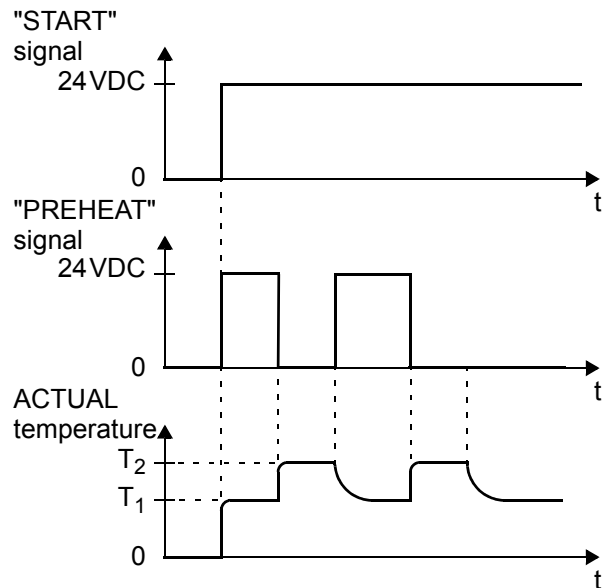 "START"
signal
24VDC
0
t
"PREHEAT"
signal
24VDC
0
t
ACTUAL
temperature
T2
T1
0
t